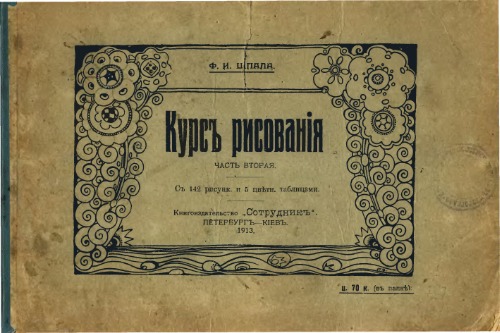 Ф. И. ШПАЛА.
Курсъ рисованія
ЧАСТЬ ВТОРАЯ.
Съ 142 рисунк. и 5 цвѣтн. таблицами.
Книгоиздательство „Сотрудникъ“.
ПЕТЕРБУРГЪ—КІЕВЪ.
1913.
ц. 70 к. (въ папкѣ).